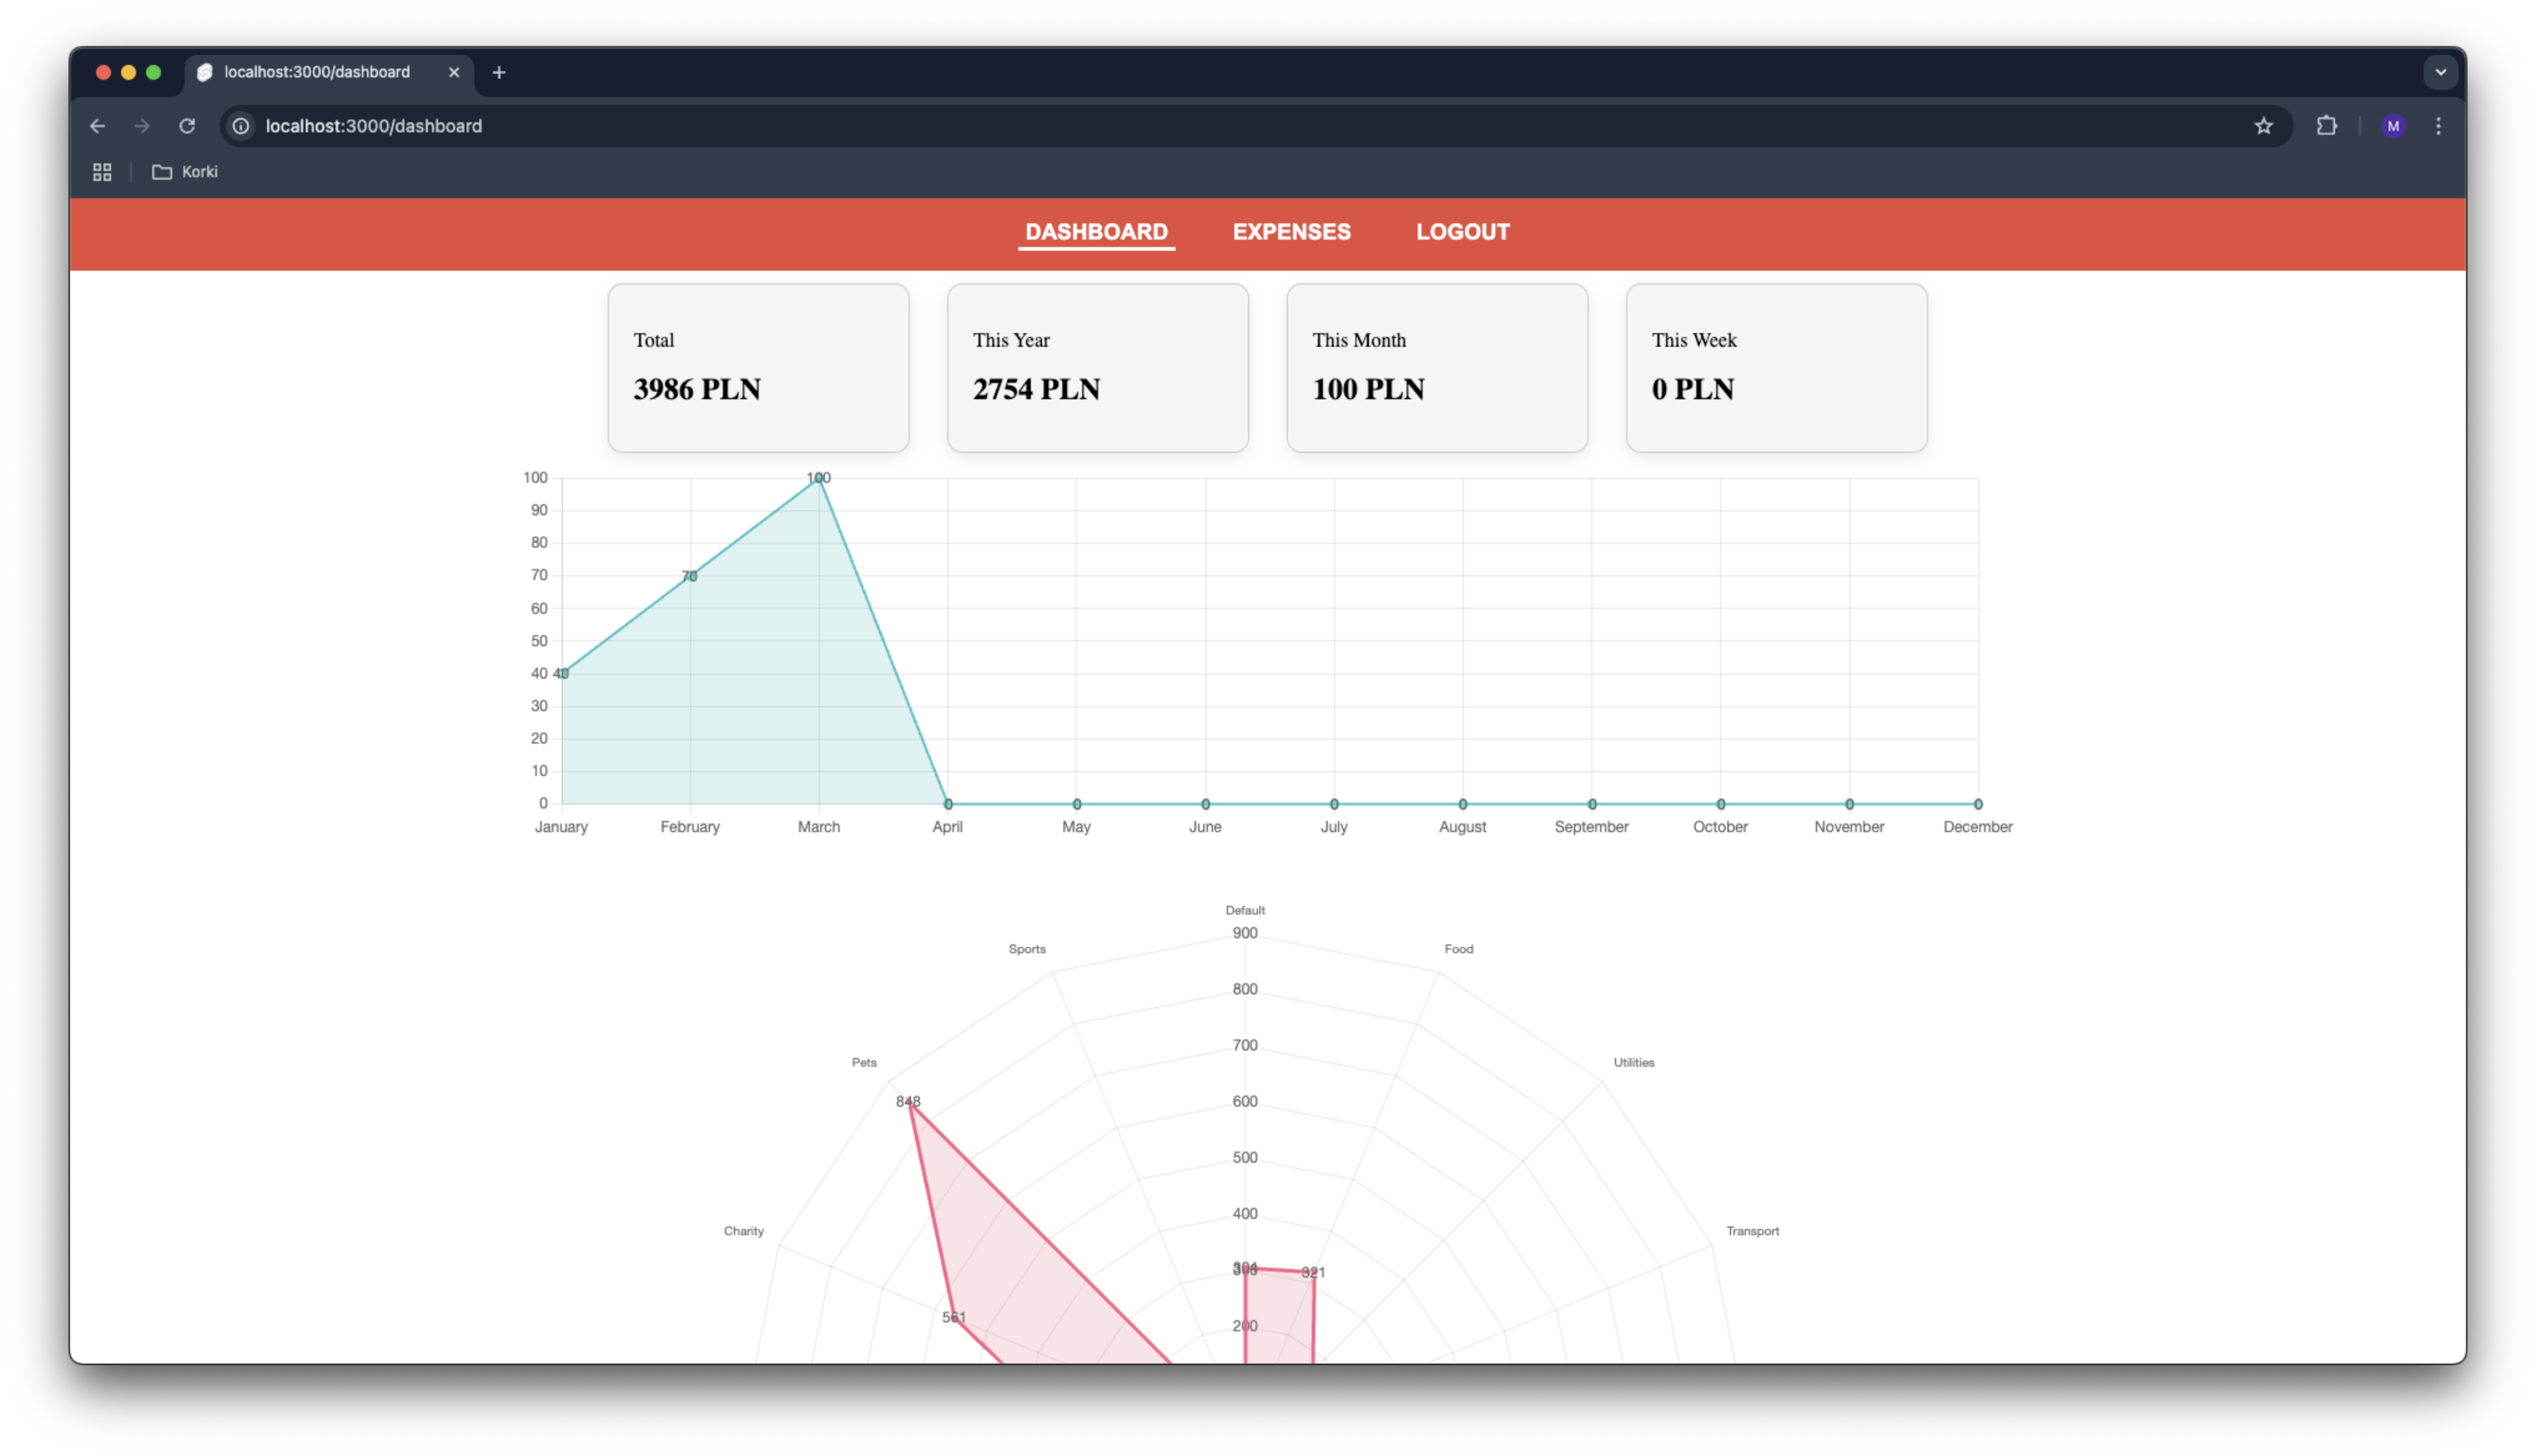 localhost:3000/dashboard
localhost:3000/dashboard
M
Korki
DASHBOARD EXPENSES LOGOUT
Total
3986 PLN
This Year
2754 PLN
This Month
100 PLN
This Week
0 PLN
100
90
80
70
60
50
40
30
20
10
0
40
70
100
0 0 0 0 0 0 0 0 0
January February March April May June July August September October November December
Default
900
Sports
Food
800
700
Pets
Utilities
848
600
500
400
Charity
Transport
321
561
200